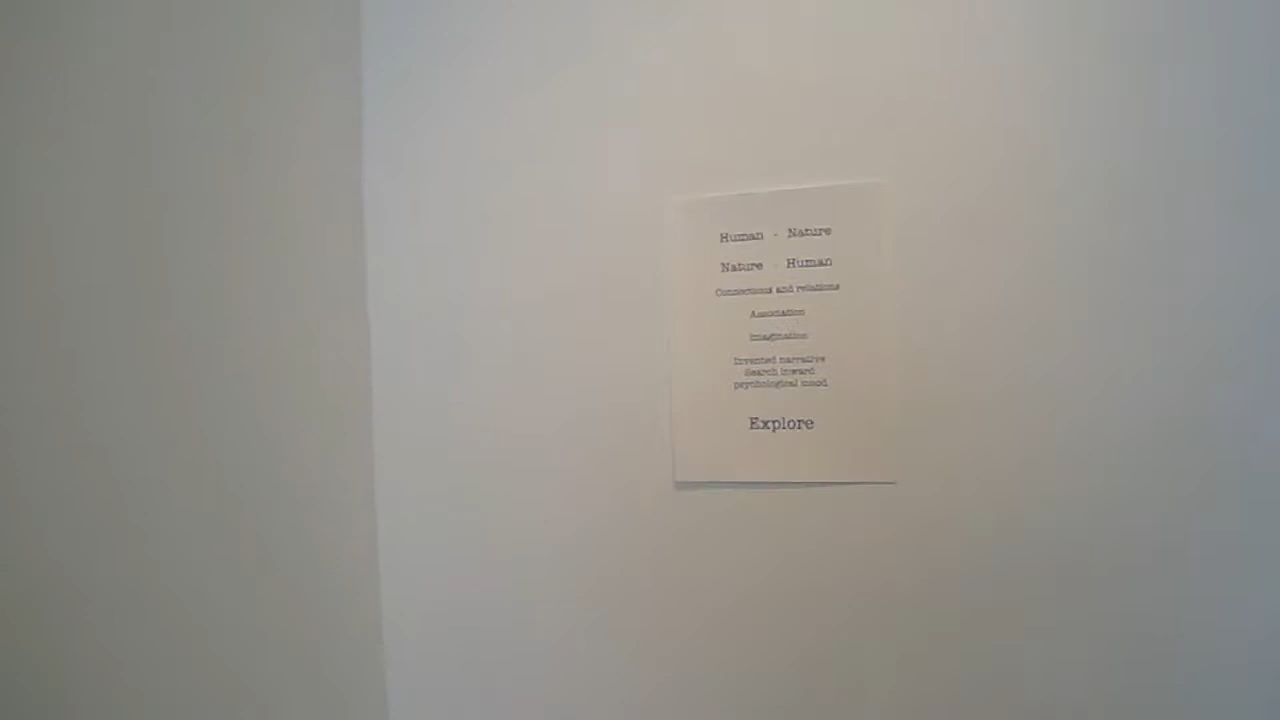 Human - Nature
Nature - Human
Connections and relations
Association
Imagination
Invented narrative
Search inward
psychological mood
Explore